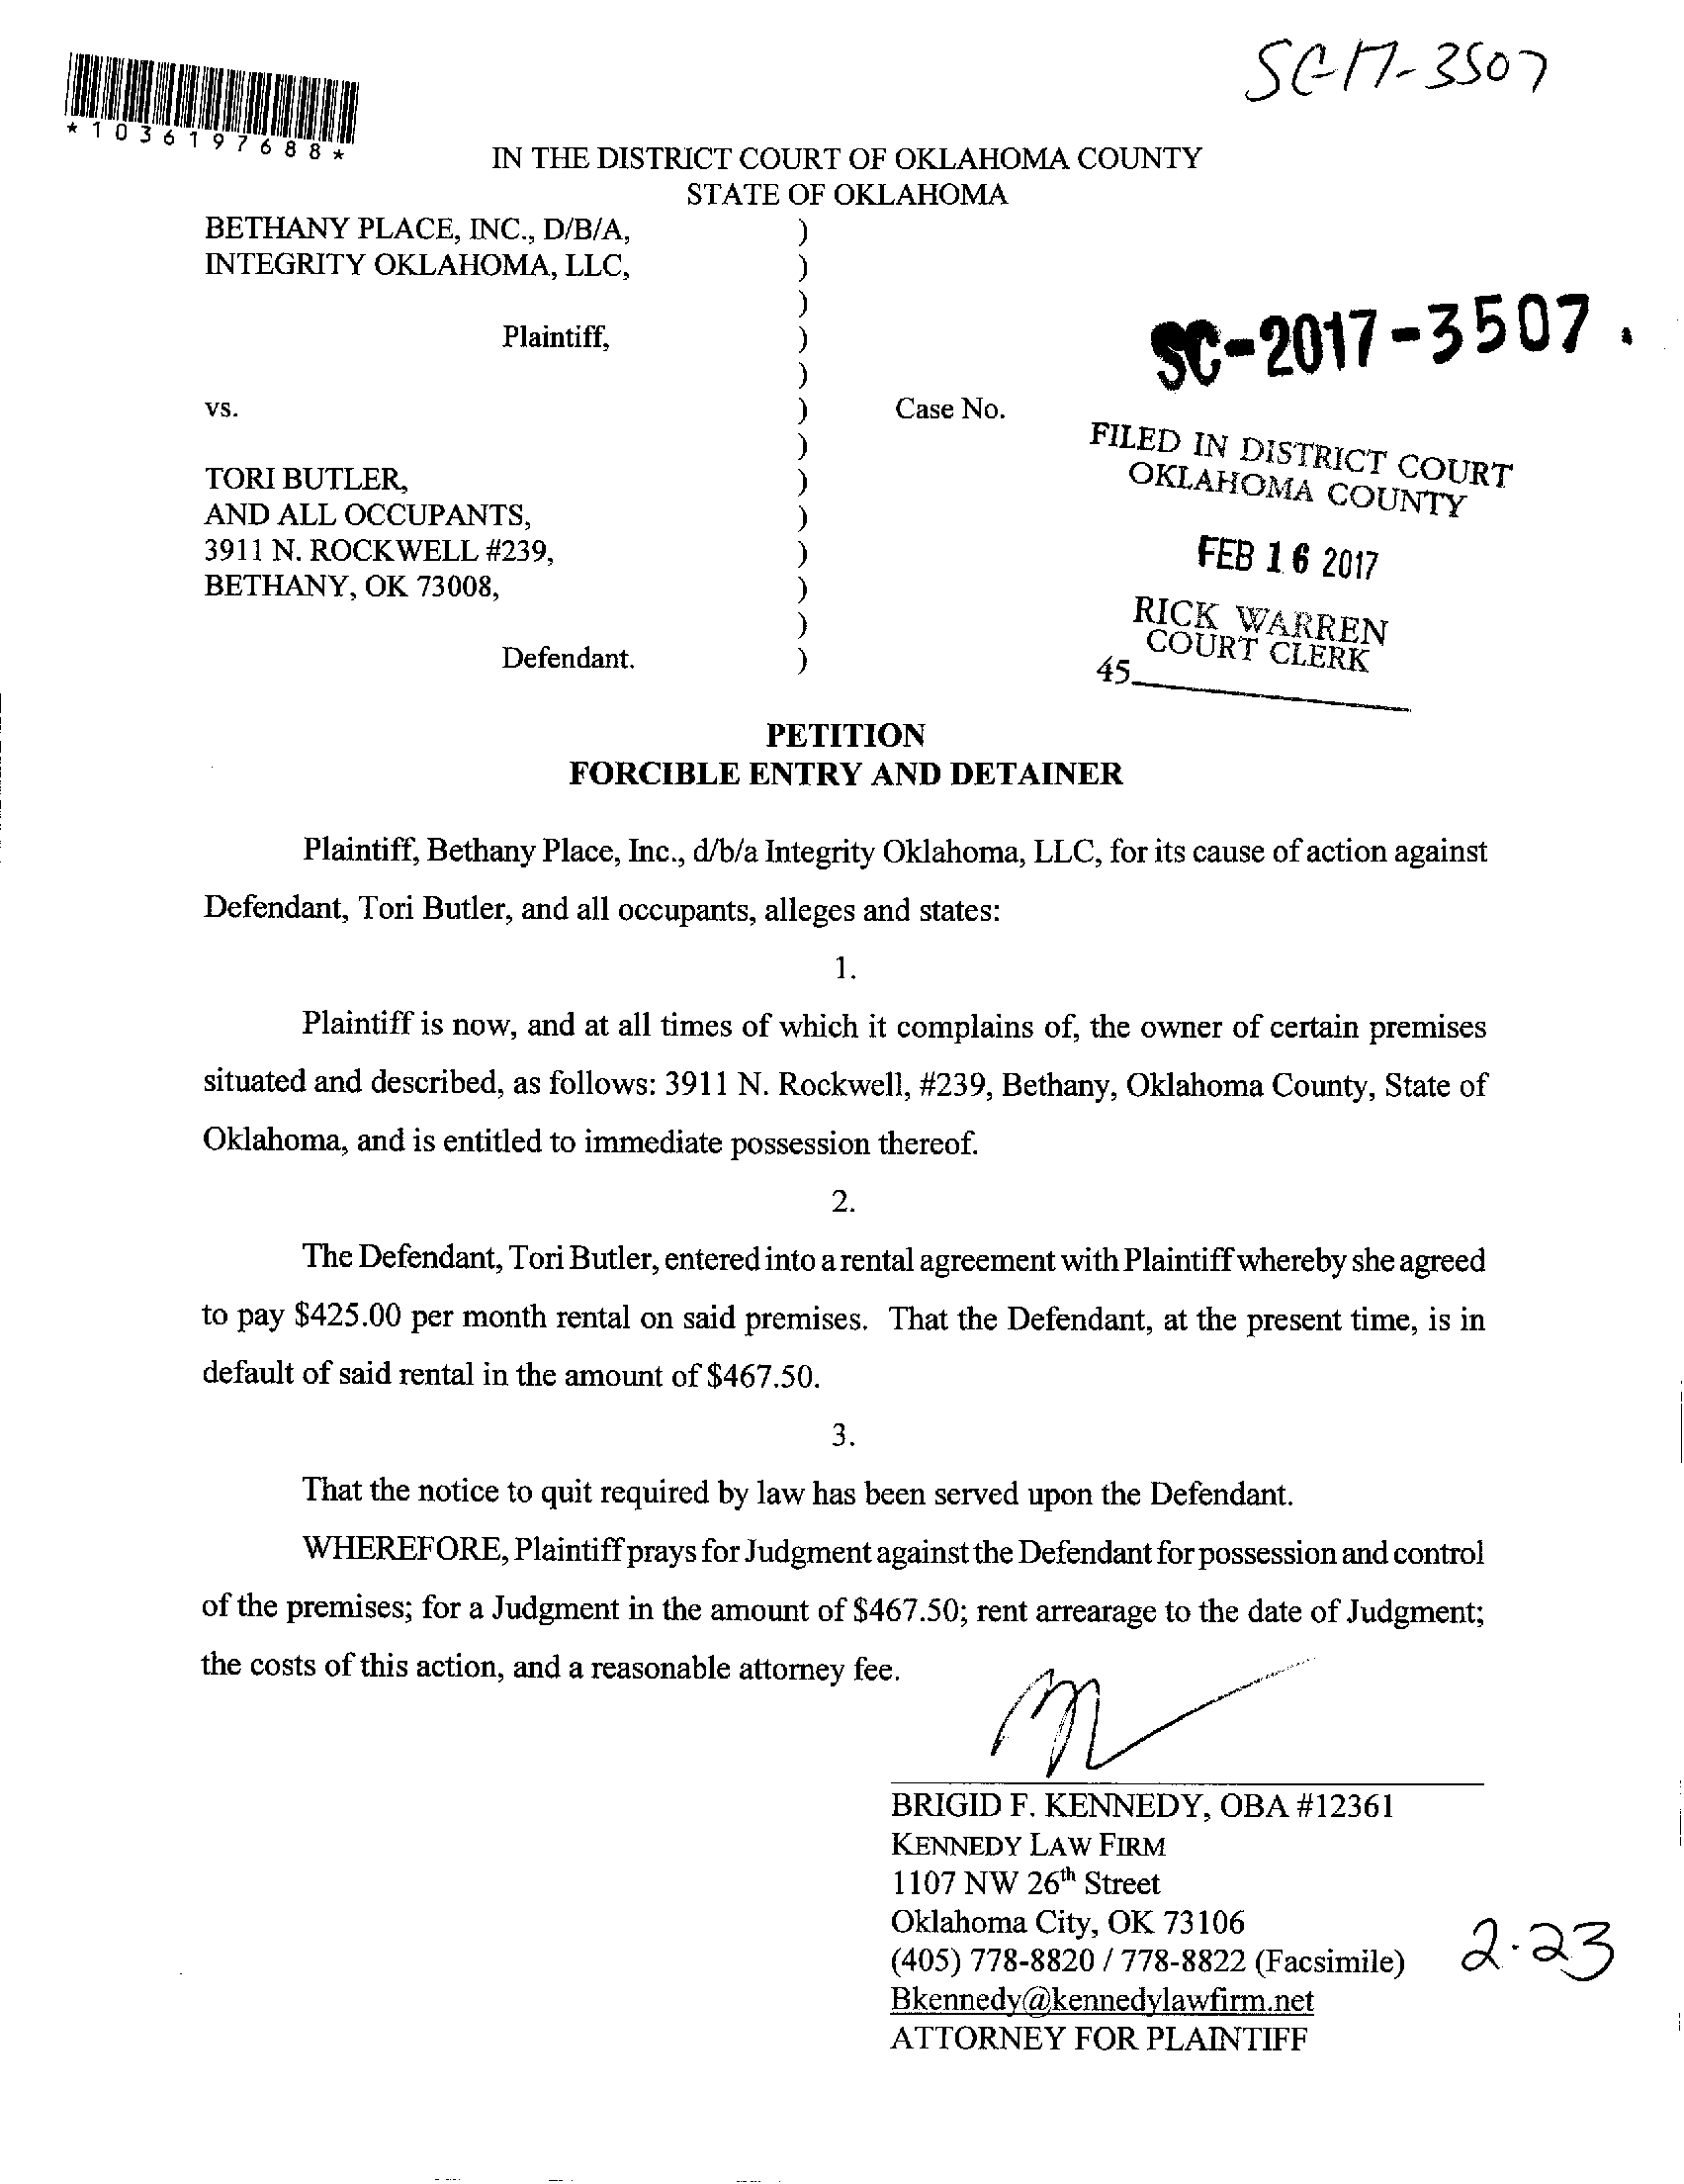 SC-17-3507
*1036197688*
IN THE DISTRICT COURT OF OKLAHOMA COUNTY
STATE OF OKLAHOMA
BETHANY PLACE, INC., D/B/A, )
INTEGRITY OKLAHOMA, LLC, )
)
Plaintiff, )
SC-2017-3507.
)
vs. ) Case No.
)
FILED IN DISTRICT COURT
OKLAHOMA COUNTY
TORI BUTLER, )
AND ALL OCCUPANTS, )
3911 N. ROCKWELL #239, )
FEB 16 2017
BETHANY, OK 73008, )
)
RICK WARREN
COURT CLERK
Defendant. )
45
PETITION
FORCIBLE ENTRY AND DETAINER
Plaintiff, Bethany Place, Inc., d/b/a Integrity Oklahoma, LLC, for its cause of action against
Defendant, Tori Butler, and all occupants, alleges and states:
1.
Plaintiff is now, and at all times of which it complains of, the owner of certain premises
situated and described, as follows: 3911 N. Rockwell, #239, Bethany, Oklahoma County, State of
Oklahoma, and is entitled to immediate possession thereof.
2.
The Defendant, Tori Butler, entered into a rental agreement with Plaintiff whereby she agreed
to pay $425.00 per month rental on said premises. That the Defendant, at the present time, is in
default of said rental in the amount of $467.50.
3.
That the notice to quit required by law has been served upon the Defendant.
WHEREFORE, Plaintiff prays for Judgment against the Defendant for possession and control
of the premises; for a Judgment in the amount of $467.50; rent arrearage to the date of Judgment;
the costs of this action, and a reasonable attorney fee.
BRIGID F. KENNEDY, OBA #12361
KENNEDY LAW FIRM
1107 NW 26th Street
Oklahoma City, OK 73106
(405) 778-8820 / 778-8822 (Facsimile)
2.23
Bkennedy@kennedylawfirm.net
ATTORNEY FOR PLAINTIFF